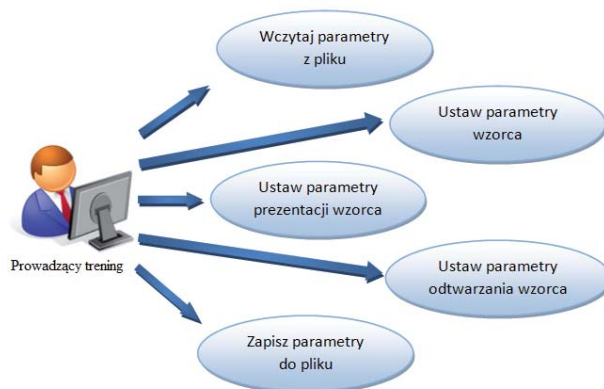 Wczytaj parametry
z pliku
Ustaw parametry
wzorca
Ustaw parametry
prezentacji wzorca
Prowadzący trening
Ustaw parametry
odtwarzania wzorca
Zapisz parametry
do pliku